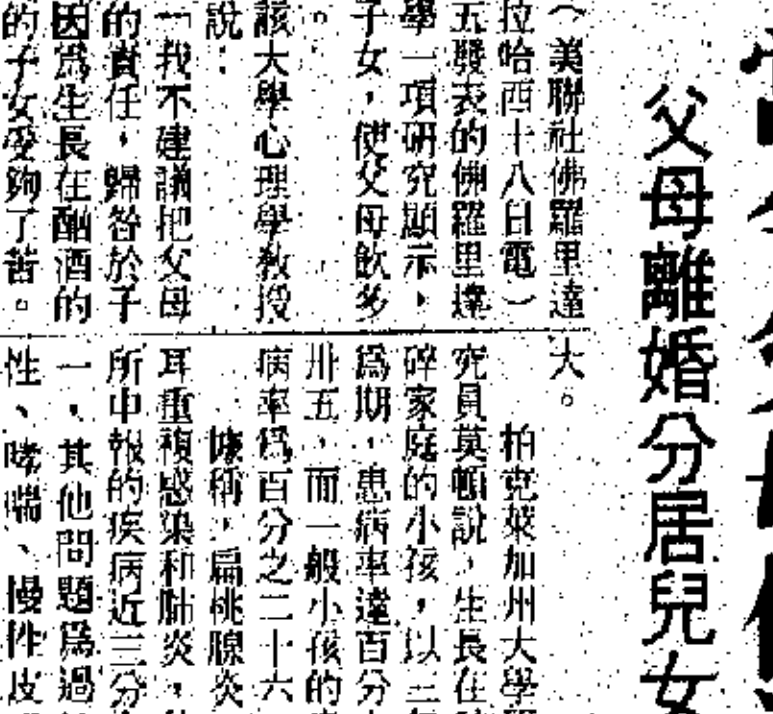 父母離婚分居兒女
（美聯社佛羅里達
拉哈西十八日電）
五發表的佛羅里達
學一項研究顯示，
子女，使父母飲多
。
該大學心理學教授
說：
「我不建議把父母
的責任，歸咎於子
因爲生長在酗酒的
的子女受夠了苦。
大。
柏克萊加州大學
究員莫頓說，生長在
碎家庭的小孩，以三
爲期，患病率達百分
卅五，而一般小孩的
病率爲百分之二十六
據稱，扁桃腺炎
耳重複感染和肺炎，
所申報的疾病近三分
一、其他問題爲過
性、哮喘、慢性皮